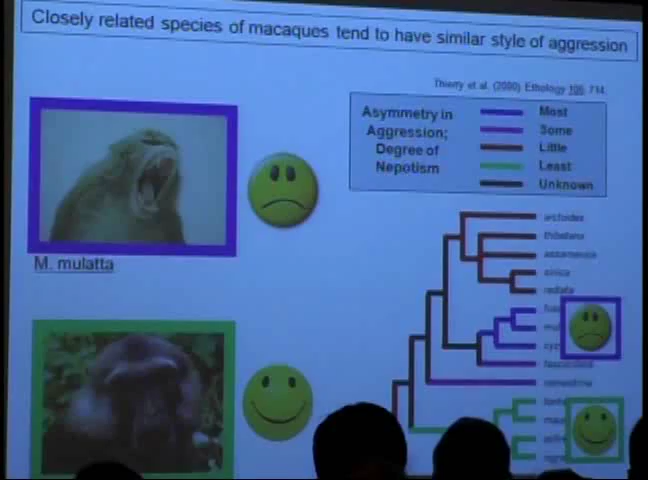 Closely related species of macaques tend to have similar style of aggression
Thierry et al. (2000) Ethology 106: 714.
Asymmetry in
Aggression;
Degree of
Nepotism
Most
Some
Little
Least
Unknown
M. mulatta
arctoides
thibetana
assamensis
sinica
radiata
fascicularis
nemestrina